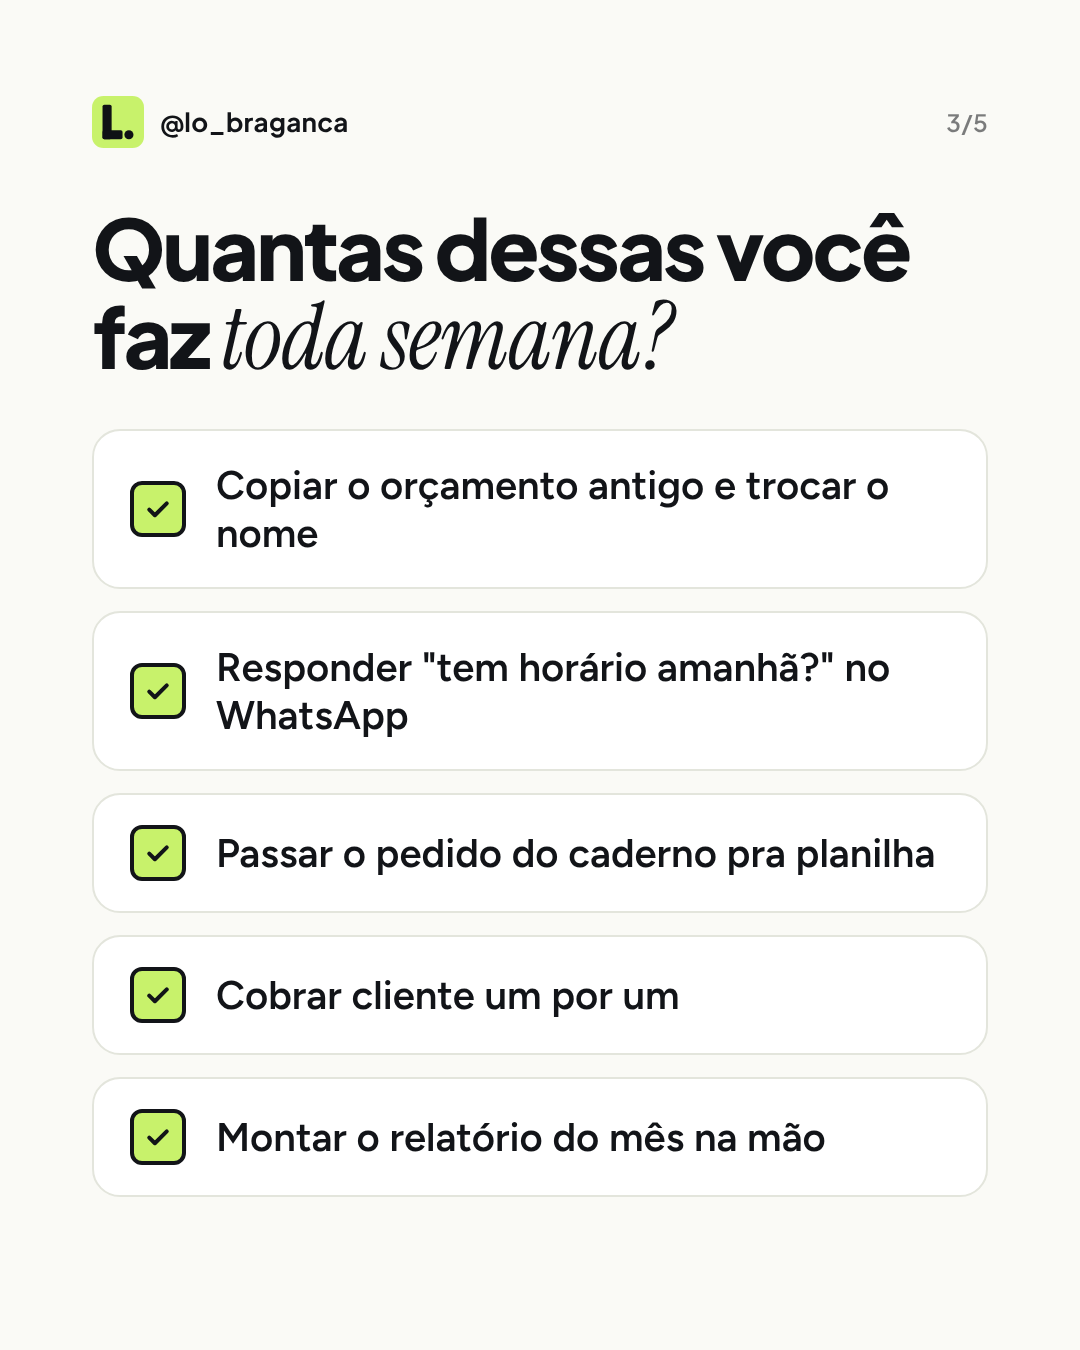 L.
@lo_braganca
3/5
Quantas dessas você
faz toda semana?
Copiar o orçamento antigo e trocar o
nome
Responder "tem horário amanhã?" no
WhatsApp
Passar o pedido do caderno pra planilha
Cobrar cliente um por um
Montar o relatório do mês na mão